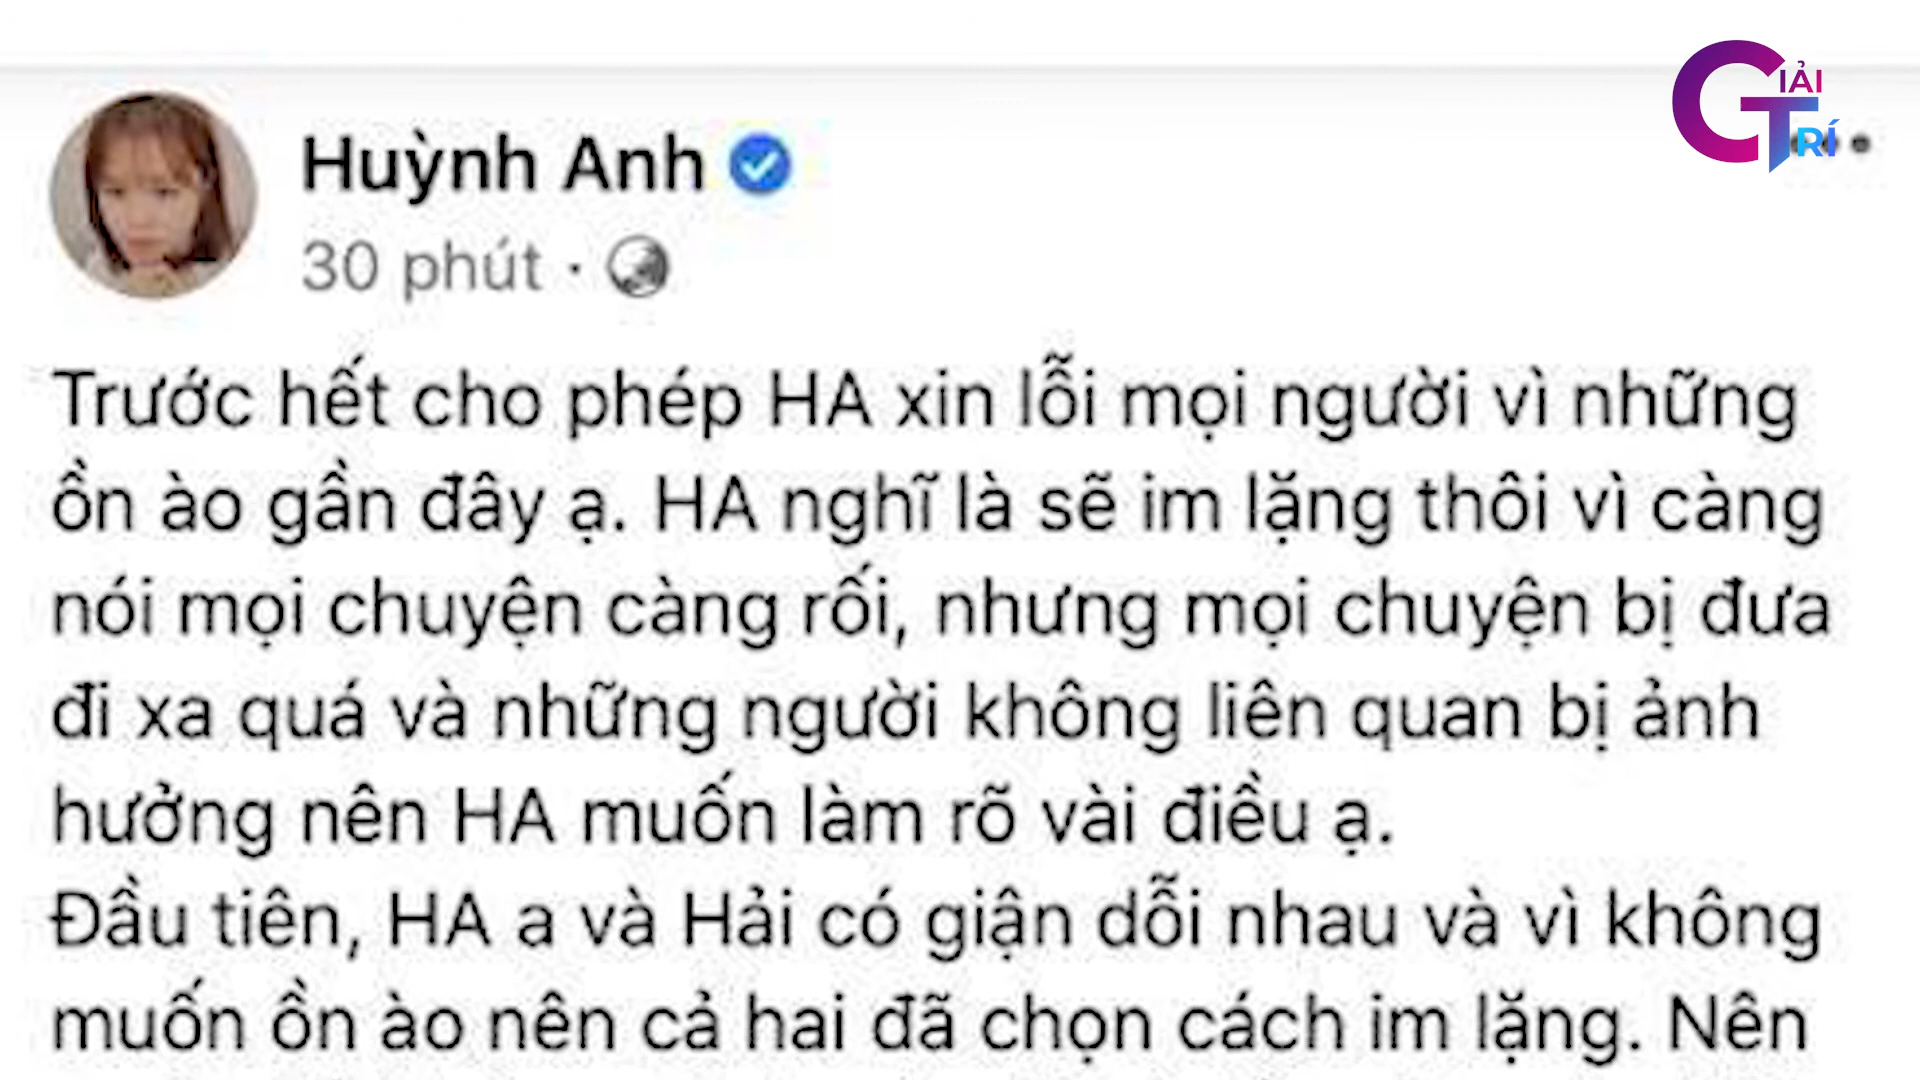 GIẢI TRÍ
Huỳnh Anh
30 phút ·
Trước hết cho phép HA xin lỗi mọi người vì những
ồn ào gần đây ạ. HA nghĩ là sẽ im lặng thôi vì càng
nói mọi chuyện càng rối, nhưng mọi chuyện bị đưa
đi xa quá và những người không liên quan bị ảnh
hưởng nên HA muốn làm rõ vài điều ạ.
Đầu tiên, HA a và Hải có giận dỗi nhau và vì không
muốn ồn ào nên cả hai đã chọn cách im lặng. Nên